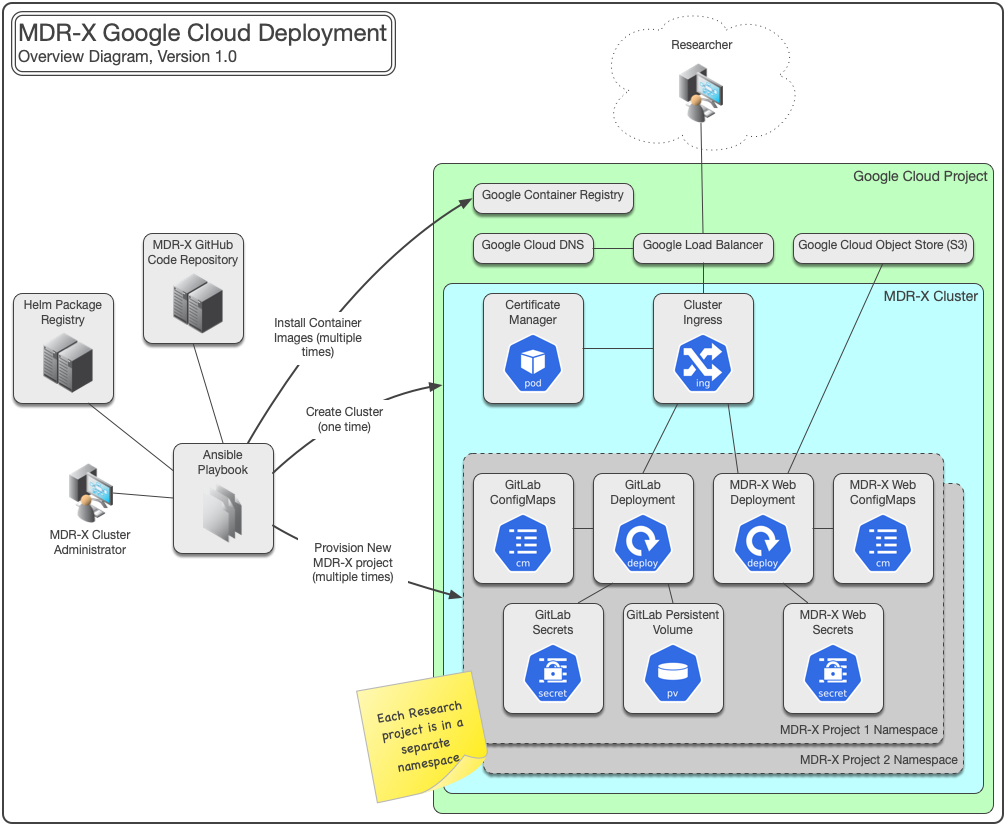 MDR-X Google Cloud Deployment
Overview Diagram, Version 1.0
Researcher
Google Cloud Project
Google Container Registry
Google Cloud DNS
Google Load Balancer
Google Cloud Object Store (S3)
MDR-X GitHub
Code Repository
Helm Package
Registry
Install Container
Images (multiple
times)
Create Cluster
(one time)
Ansible
Playbook
MDR-X Cluster
Administrator
Provision New
MDR-X project
(multiple times)
MDR-X Cluster
Certificate
Manager
pod
Cluster
Ingress
ing
GitLab
ConfigMaps
cm
GitLab
Deployment
deploy
MDR-X Web
Deployment
deploy
MDR-X Web
ConfigMaps
cm
GitLab
Secrets
secret
GitLab Persistent
Volume
pv
MDR-X Web
Secrets
secret
MDR-X Project 1 Namespace
MDR-X Project 2 Namespace
Each Research
project is in a
separate
namespace